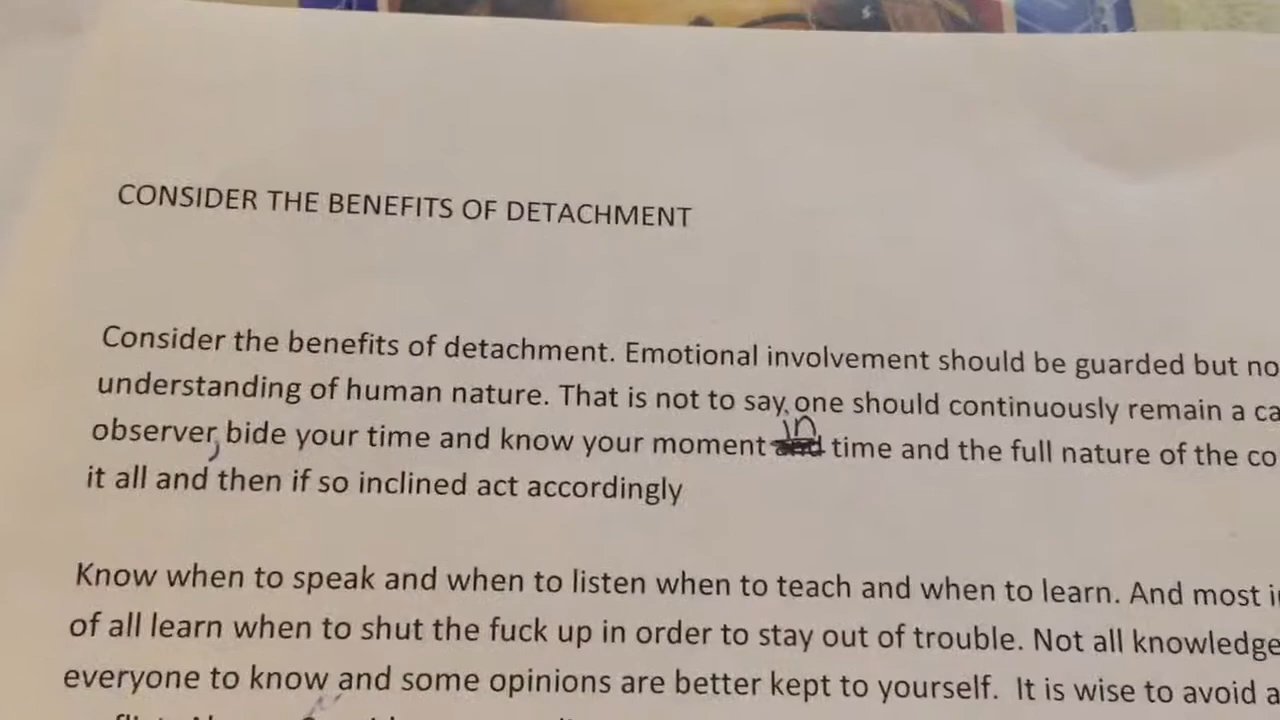 CONSIDER THE BENEFITS OF DETACHMENT
Consider the benefits of detachment. Emotional involvement should be guarded but no
understanding of human nature. That is not to say, one should continuously remain a ca
observer, bide your time and know your moment in time and the full nature of the co
it all and then if so inclined act accordingly
Know when to speak and when to listen when to teach and when to learn. And most i
of all learn when to shut the fuck up in order to stay out of trouble. Not all knowledge
everyone to know and some opinions are better kept to yourself. It is wise to avoid a